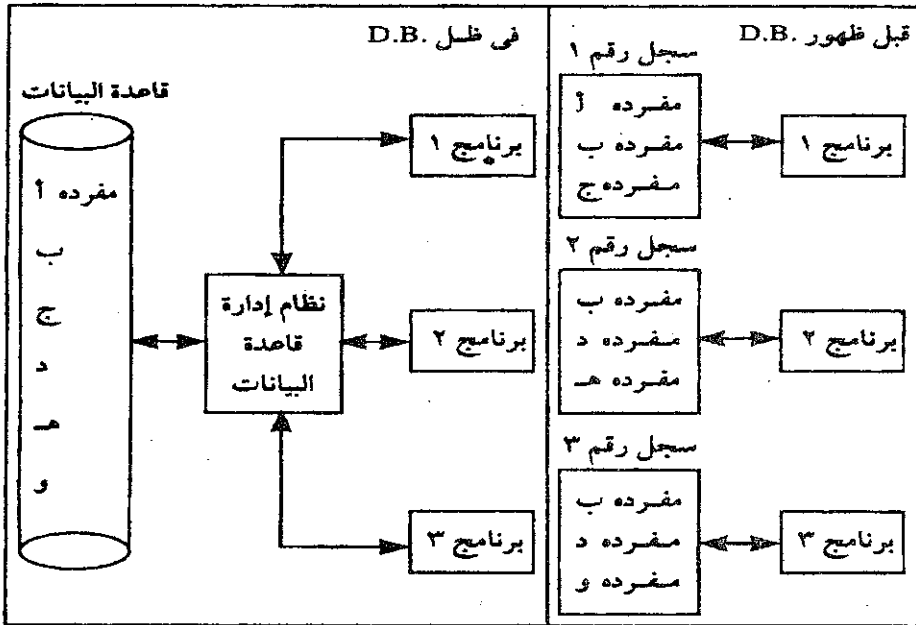 قبل ظهور D.B.
سجل رقم ١
مفرده أ
مفرده ب
مفرده ج
برنامج ١
سجل رقم ٢
مفرده ب
مفرده د
مفرده هـ
برنامج ٢
سجل رقم ٣
مفرده ب
مفرده د
مفرده و
برنامج ٣
فى ظل D.B.
برنامج ١
برنامج ٢
برنامج ٣
نظام إدارة
قاعدة
البيانات
قاعدة البيانات
مفرده أ
ب
ج
د
هـ
و